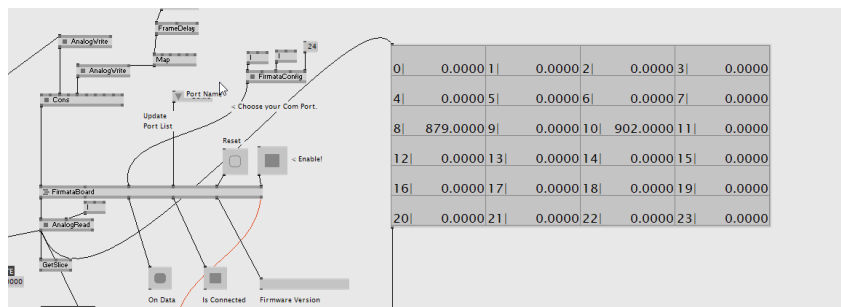 FrameDelay
AnalogWrite
Map
AnalogWrite
24
I
I
FirmataConfig
Cons
Port Name
< Choose your Com Port.
Update
Port List
Reset
< Enable!
FirmataBoard
I
AnalogRead
GetSlice
0000
On Data
Is Connected
Firmware Version
0| 0.0000 1| 0.0000 2| 0.0000 3| 0.0000
4| 0.0000 5| 0.0000 6| 0.0000 7| 0.0000
8| 879.0000 9| 0.0000 10| 902.0000 11| 0.0000
12| 0.0000 13| 0.0000 14| 0.0000 15| 0.0000
16| 0.0000 17| 0.0000 18| 0.0000 19| 0.0000
20| 0.0000 21| 0.0000 22| 0.0000 23| 0.0000